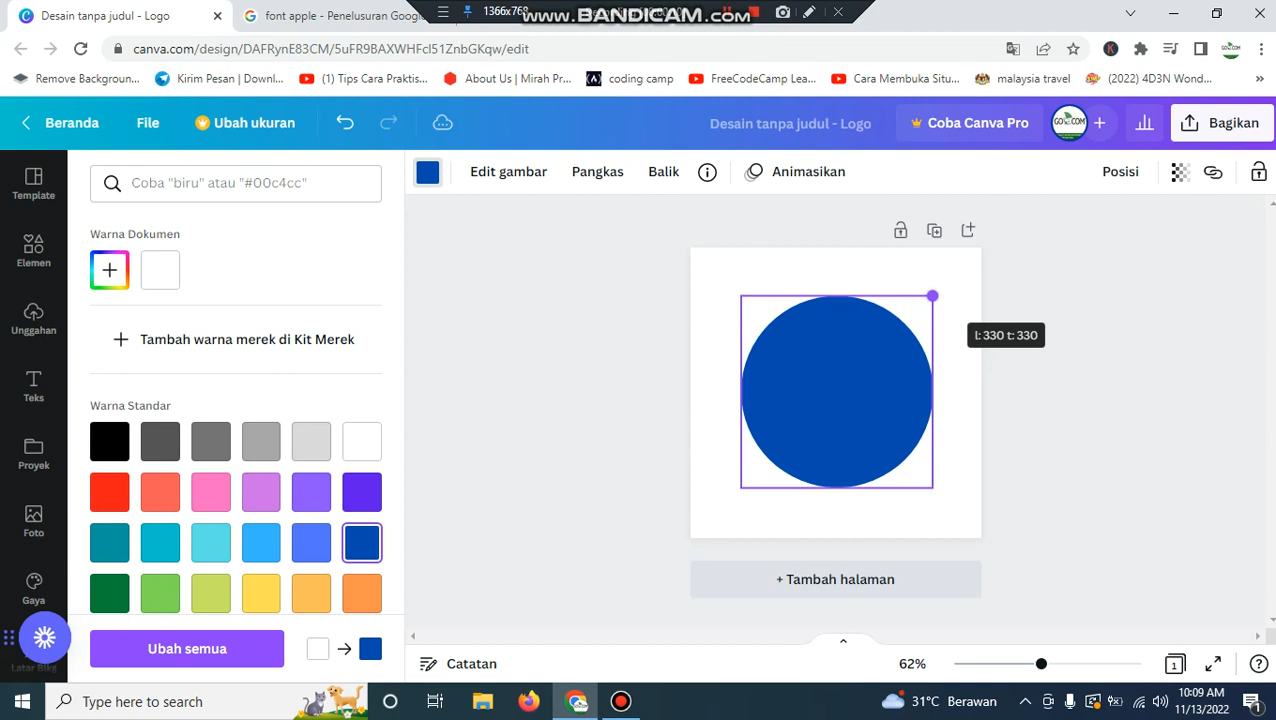 Desain tanpa judul - Logo
font apple - Penelusuran Google
1366x768
www.BANDICAM.com
canva.com/design/DAFRynE83CM/5uFR9BAXWHFcl51ZnbGKqw/edit
Remove Backgroun...
Kirim Pesan | Downl...
(1) Tips Cara Praktis...
About Us | Mirah Pr...
coding camp
FreeCodeCamp Lea...
Cara Membuka Situ...
malaysia travel
(2022) 4D3N Wond...
Beranda
File
Ubah ukuran
Desain tanpa judul - Logo
Coba Canva Pro
Bagikan
Template
Elemen
Unggahan
Teks
Proyek
Foto
Gaya
Latar Blkg
Coba "biru" atau "#00c4cc"
Warna Dokumen
Tambah warna merek di Kit Merek
Warna Standar
Ubah semua
Edit gambar
Pangkas
Balik
Animasikan
Posisi
l: 330 t: 330
+ Tambah halaman
Catatan
62%
1
Type here to search
31°C Berawan
10:09 AM
11/13/2022
1